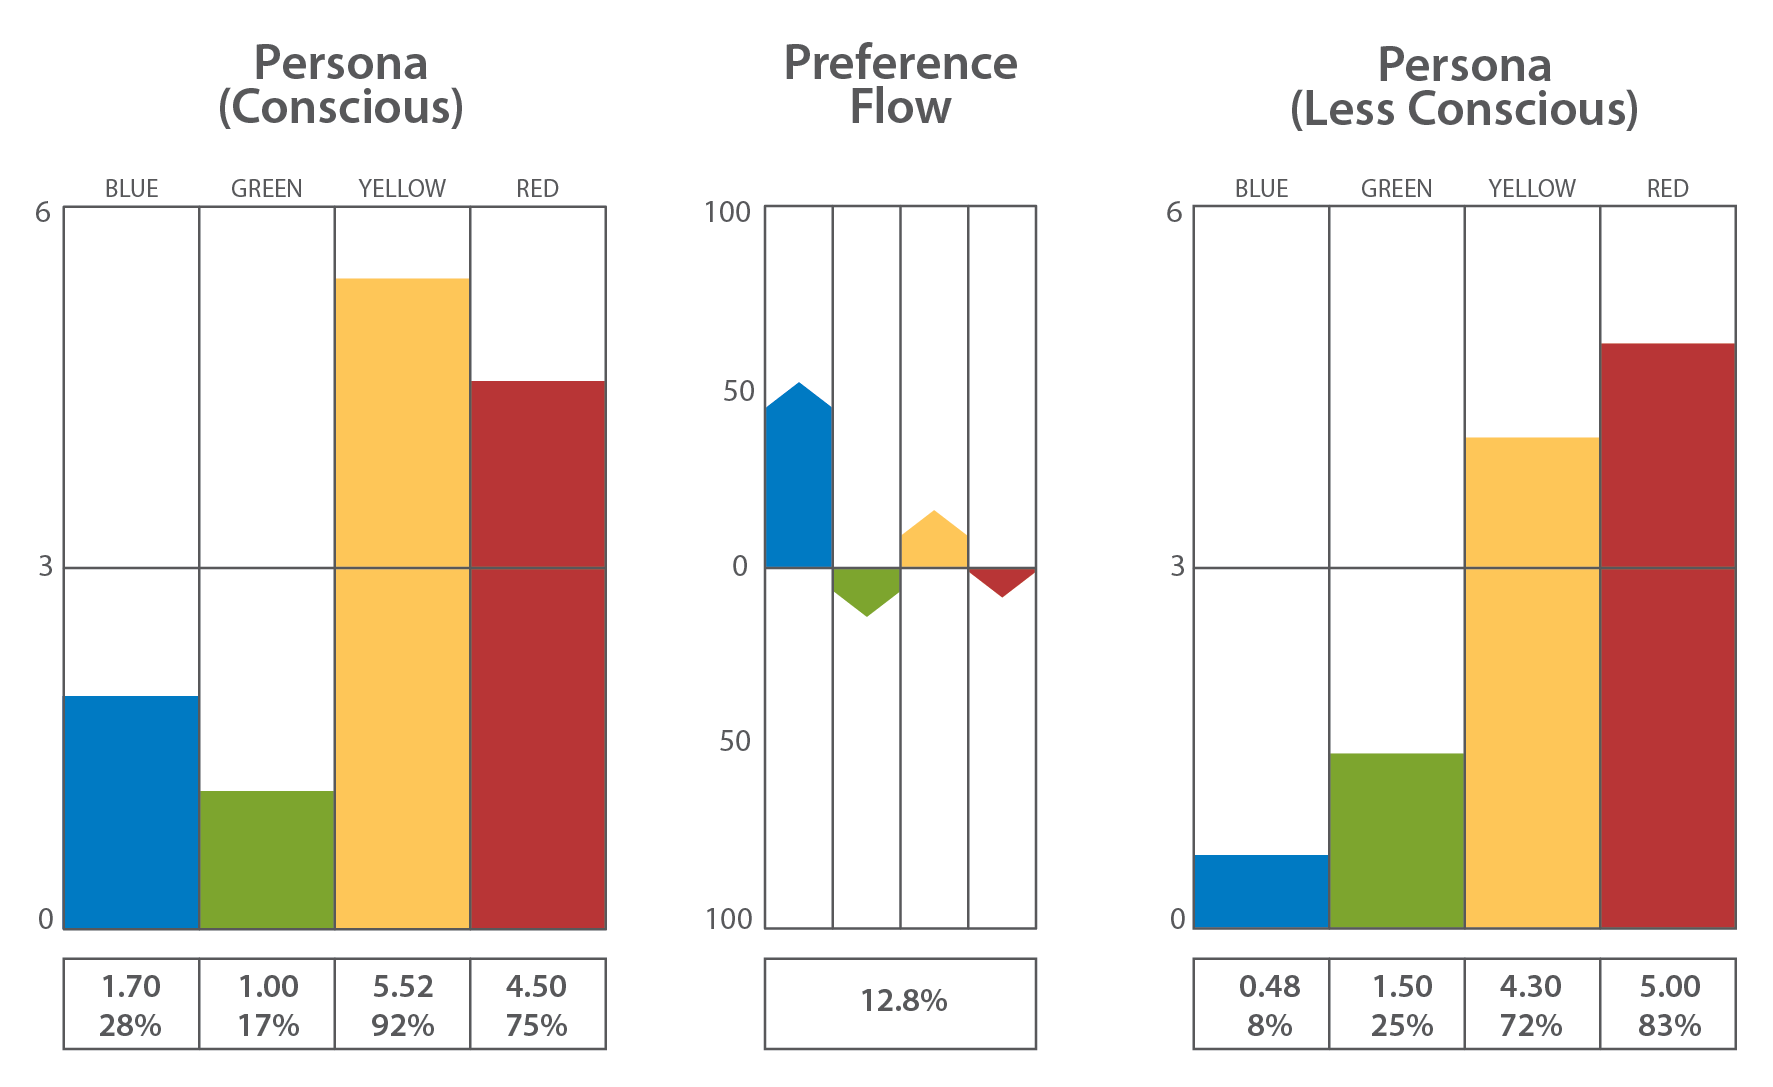 Persona
(Conscious)
BLUE GREEN YELLOW RED
6
3
0
1.70 1.00 5.52 4.50
28% 17% 92% 75%
Preference
Flow
100
50
0
50
100
12.8%
Persona
(Less Conscious)
BLUE GREEN YELLOW RED
6
3
0
0.48 1.50 4.30 5.00
8% 25% 72% 83%